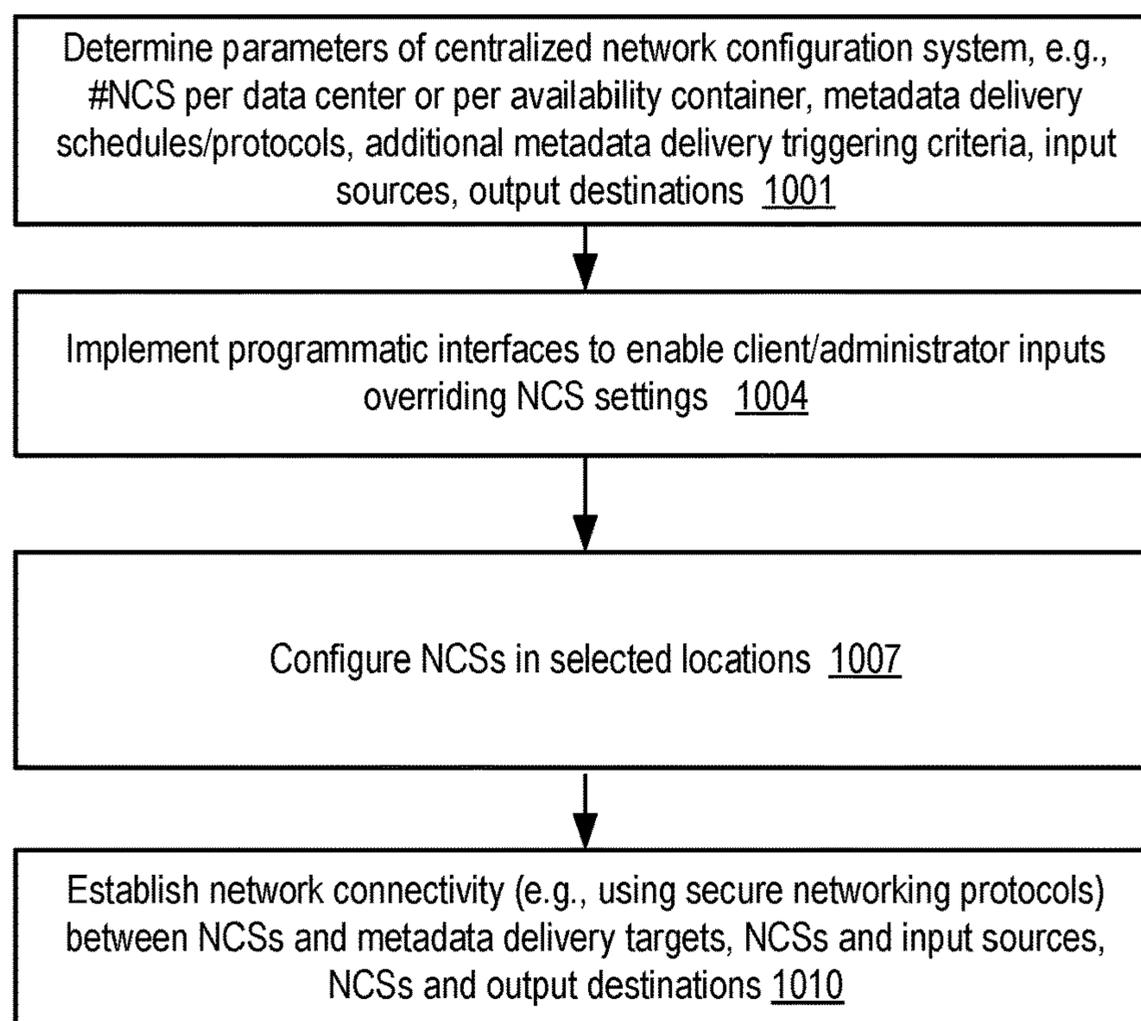 Determine parameters of centralized network configuration system, e.g.,
#NCS per data center or per availability container, metadata delivery
schedules/protocols, additional metadata delivery triggering criteria, input
sources, output destinations 1001
Implement programmatic interfaces to enable client/administrator inputs
overriding NCS settings 1004
Configure NCSs in selected locations 1007
Establish network connectivity (e.g., using secure networking protocols)
between NCSs and metadata delivery targets, NCSs and input sources,
NCSs and output destinations 1010